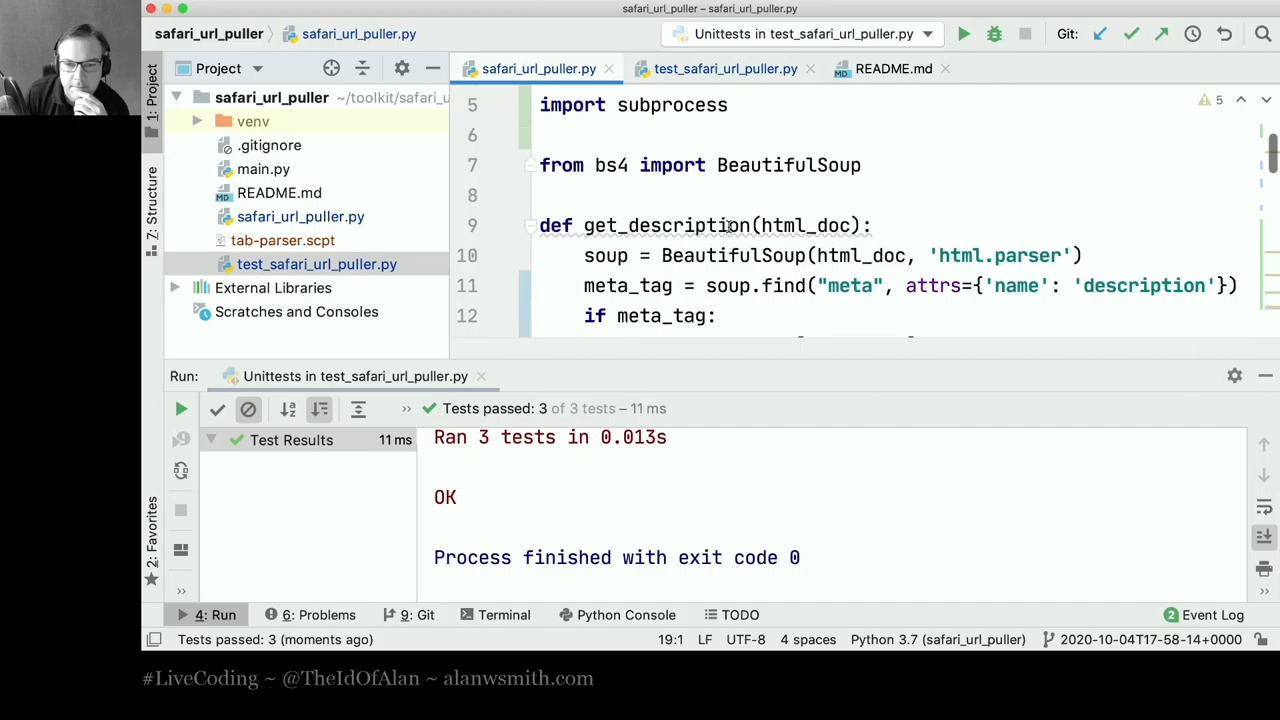 safari_url_puller – safari_url_puller.py
safari_url_puller safari_url_puller.py Unittests in test_safari_url_puller.py Git:
Project safari_url_puller.py test_safari_url_puller.py README.md
1: Project
safari_url_puller ~/toolkit/safari_u
venv
.gitignore
main.py
README.md
safari_url_puller.py
tab-parser.scpt
test_safari_url_puller.py
External Libraries
Scratches and Consoles
Z: Structure
5 import subprocess
5
6
7 from bs4 import BeautifulSoup
8
9 def get_description(html_doc):
10 soup = BeautifulSoup(html_doc, 'html.parser')
11 meta_tag = soup.find("meta", attrs={'name': 'description'})
12 if meta_tag:
Run: Unittests in test_safari_url_puller.py
Tests passed: 3 of 3 tests – 11 ms
Test Results 11 ms
Ran 3 tests in 0.013s
OK
Process finished with exit code 0
2: Favorites
4: Run 6: Problems 9: Git Terminal Python Console TODO 2 Event Log
Tests passed: 3 (moments ago) 19:1 LF UTF-8 4 spaces Python 3.7 (safari_url_puller) 2020-10-04T17-58-14+0000
#LiveCoding ~ @TheIdOfAlan ~ alanwsmith.com